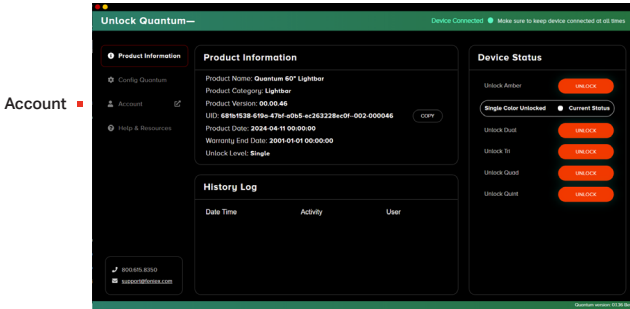 Unlock Quantum—
Device Connected Make sure to keep device connected at all times
Account
Product Information
Config Quantum
Account
Help & Resources
800.615.8350
support@feniex.com
Product Information
Product Name: Quantum 60" Lightbar
Product Category: Lightbar
Product Version: 00.00.46
UID: 681b1538-619a-47bf-a0b5-ec263228ec0f--002-000046 COPY
Product Date: 2024-04-11 00:00:00
Warranty End Date: 2001-01-01 00:00:00
Unlock Level: Single
History Log
Date Time Activity User
Device Status
Unlock Amber UNLOCK
Single Color Unlocked Current Status
Unlock Dual UNLOCK
Unlock Tri UNLOCK
Unlock Quad UNLOCK
Unlock Quint UNLOCK
Quantum version: 01.36